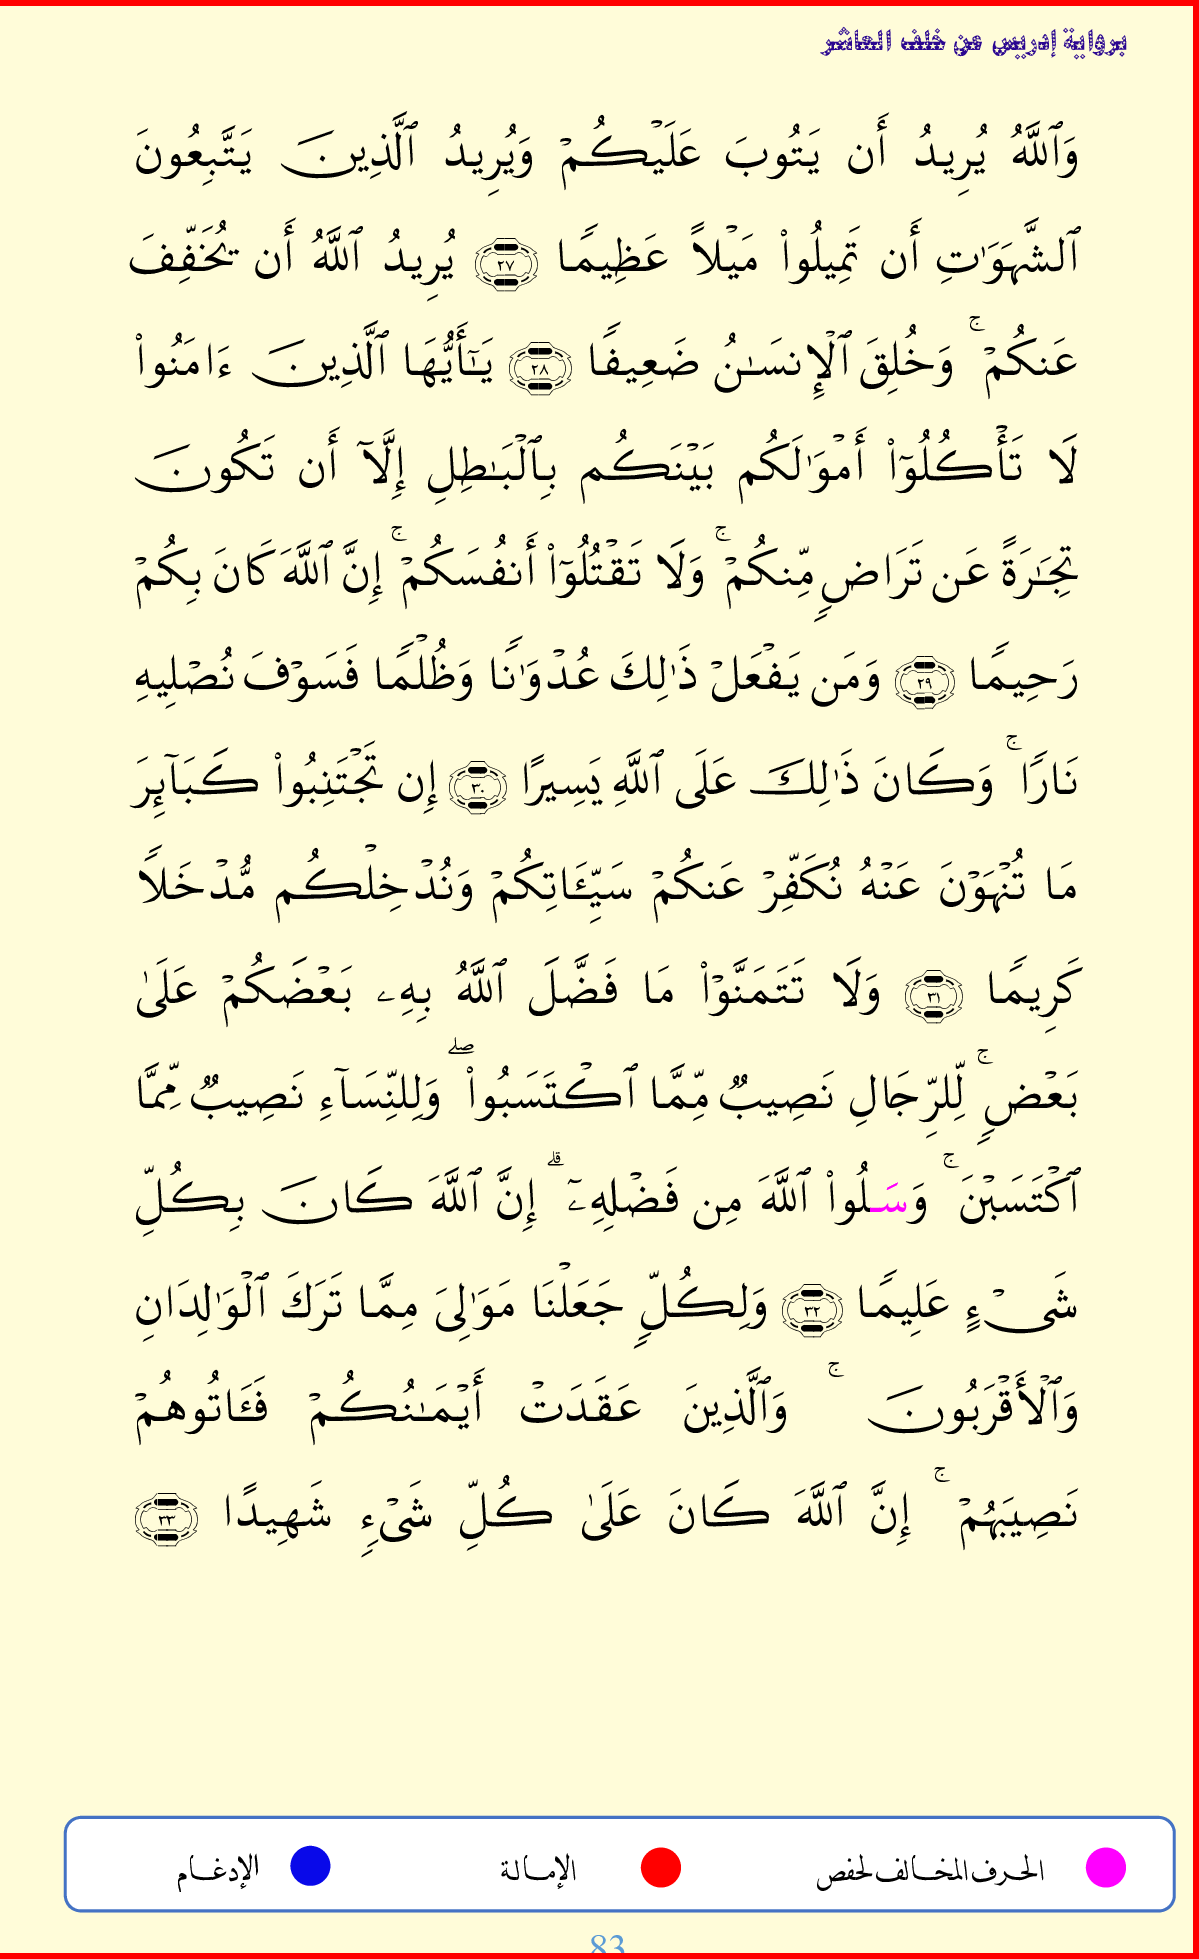 برواية إدريس عن خلف العاشر
وَٱللَّهُ يُرِيدُ أَن يَتُوبَ عَلَيۡكُمۡ وَيُرِيدُ ٱلَّذِينَ يَتَّبِعُونَ
ٱلشَّهَوَٰتِ أَن تَمِيلُواْ مَيۡلًا عَظِيمٗا ٢٧ يُرِيدُ ٱللَّهُ أَن يُخَفِّفَ
عَنكُمۡۚ وَخُلِقَ ٱلۡإِنسَٰنُ ضَعِيفٗا ٢٨ يَٰٓأَيُّهَا ٱلَّذِينَ ءَامَنُواْ
لَا تَأۡكُلُوٓاْ أَمۡوَٰلَكُم بَيۡنَكُم بِٱلۡبَٰطِلِ إِلَّآ أَن تَكُونَ
تِجَٰرَةً عَن تَرَاضٖ مِّنكُمۡۚ وَلَا تَقۡتُلُوٓاْ أَنفُسَكُمۡۚ إِنَّ ٱللَّهَ كَانَ بِكُمۡ
رَحِيمٗا ٢٩ وَمَن يَفۡعَلۡ ذَٰلِكَ عُدۡوَٰنٗا وَظُلۡمٗا فَسَوۡفَ نُصۡلِيهِ
نَارٗاۚ وَكَانَ ذَٰلِكَ عَلَى ٱللَّهِ يَسِيرًا ٣٠ إِن تَجۡتَنِبُواْ كَبَآئِرَ
مَا تُنۡهَوۡنَ عَنۡهُ نُكَفِّرۡ عَنكُمۡ سَيِّـَٔاتِكُمۡ وَنُدۡخِلۡكُم مُّدۡخَلٗا
كَرِيمٗا ٣١ وَلَا تَتَمَنَّوۡاْ مَا فَضَّلَ ٱللَّهُ بِهِۦ بَعۡضَكُمۡ عَلَىٰ
بَعۡضٖۚ لِّلرِّجَالِ نَصِيبٞ مِّمَّا ٱكۡتَسَبُواْۖ وَلِلنِّسَآءِ نَصِيبٞ مِّمَّا
ٱكۡتَسَبۡنَۚ وَسَلُواْ ٱللَّهَ مِن فَضۡلِهِۦٓۗ إِنَّ ٱللَّهَ كَانَ بِكُلِّ
شَيۡءٍ عَلِيمٗا ٣٢ وَلِكُلّٖ جَعَلۡنَا مَوَٰلِيَ مِمَّا تَرَكَ ٱلۡوَٰلِدَانِ
وَٱلۡأَقۡرَبُونَۚ وَٱلَّذِينَ عَقَدَتۡ أَيۡمَٰنُكُمۡ فَـَٔاتُوهُمۡ
نَصِيبَهُمۡۚ إِنَّ ٱللَّهَ كَانَ عَلَىٰ كُلِّ شَيۡءٖ شَهِيدًا ٣٣
الحرف المخالف لحفص الإمالة الإدغام
83